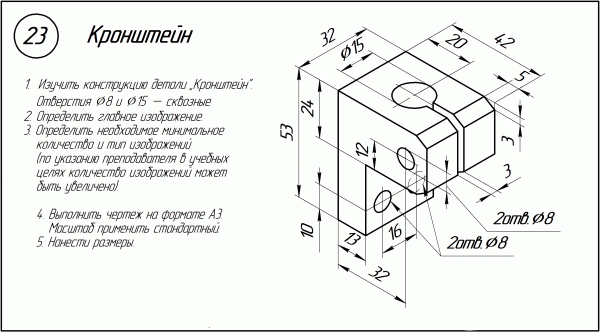 23
Кронштейн
1. Изучить конструкцию детали „Кронштейн"
Отверстия Ø8 и Ø15 – сквозные.
2. Определить главное изображение.
3. Определить необходимое минимальное
количество и тип изображений
(по указанию преподавателя в учебных
целях количество изображений может
быть увеличено).
4. Выполнить чертеж на формате А3.
Масштаб применить стандартный.
5. Нанести размеры.
32
Ø15
20
42
5
24
53
3
12
3
2отв. Ø8
10
16
2отв. Ø8
13
32